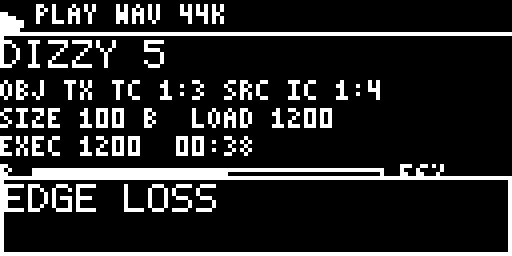 PLAY WAV 44K
DIZZY 5
OBJ TX TC 1:3 SRC IC 1:4
SIZE 100 B LOAD 1200
EXEC 1200 00:38
EDGE LOSS